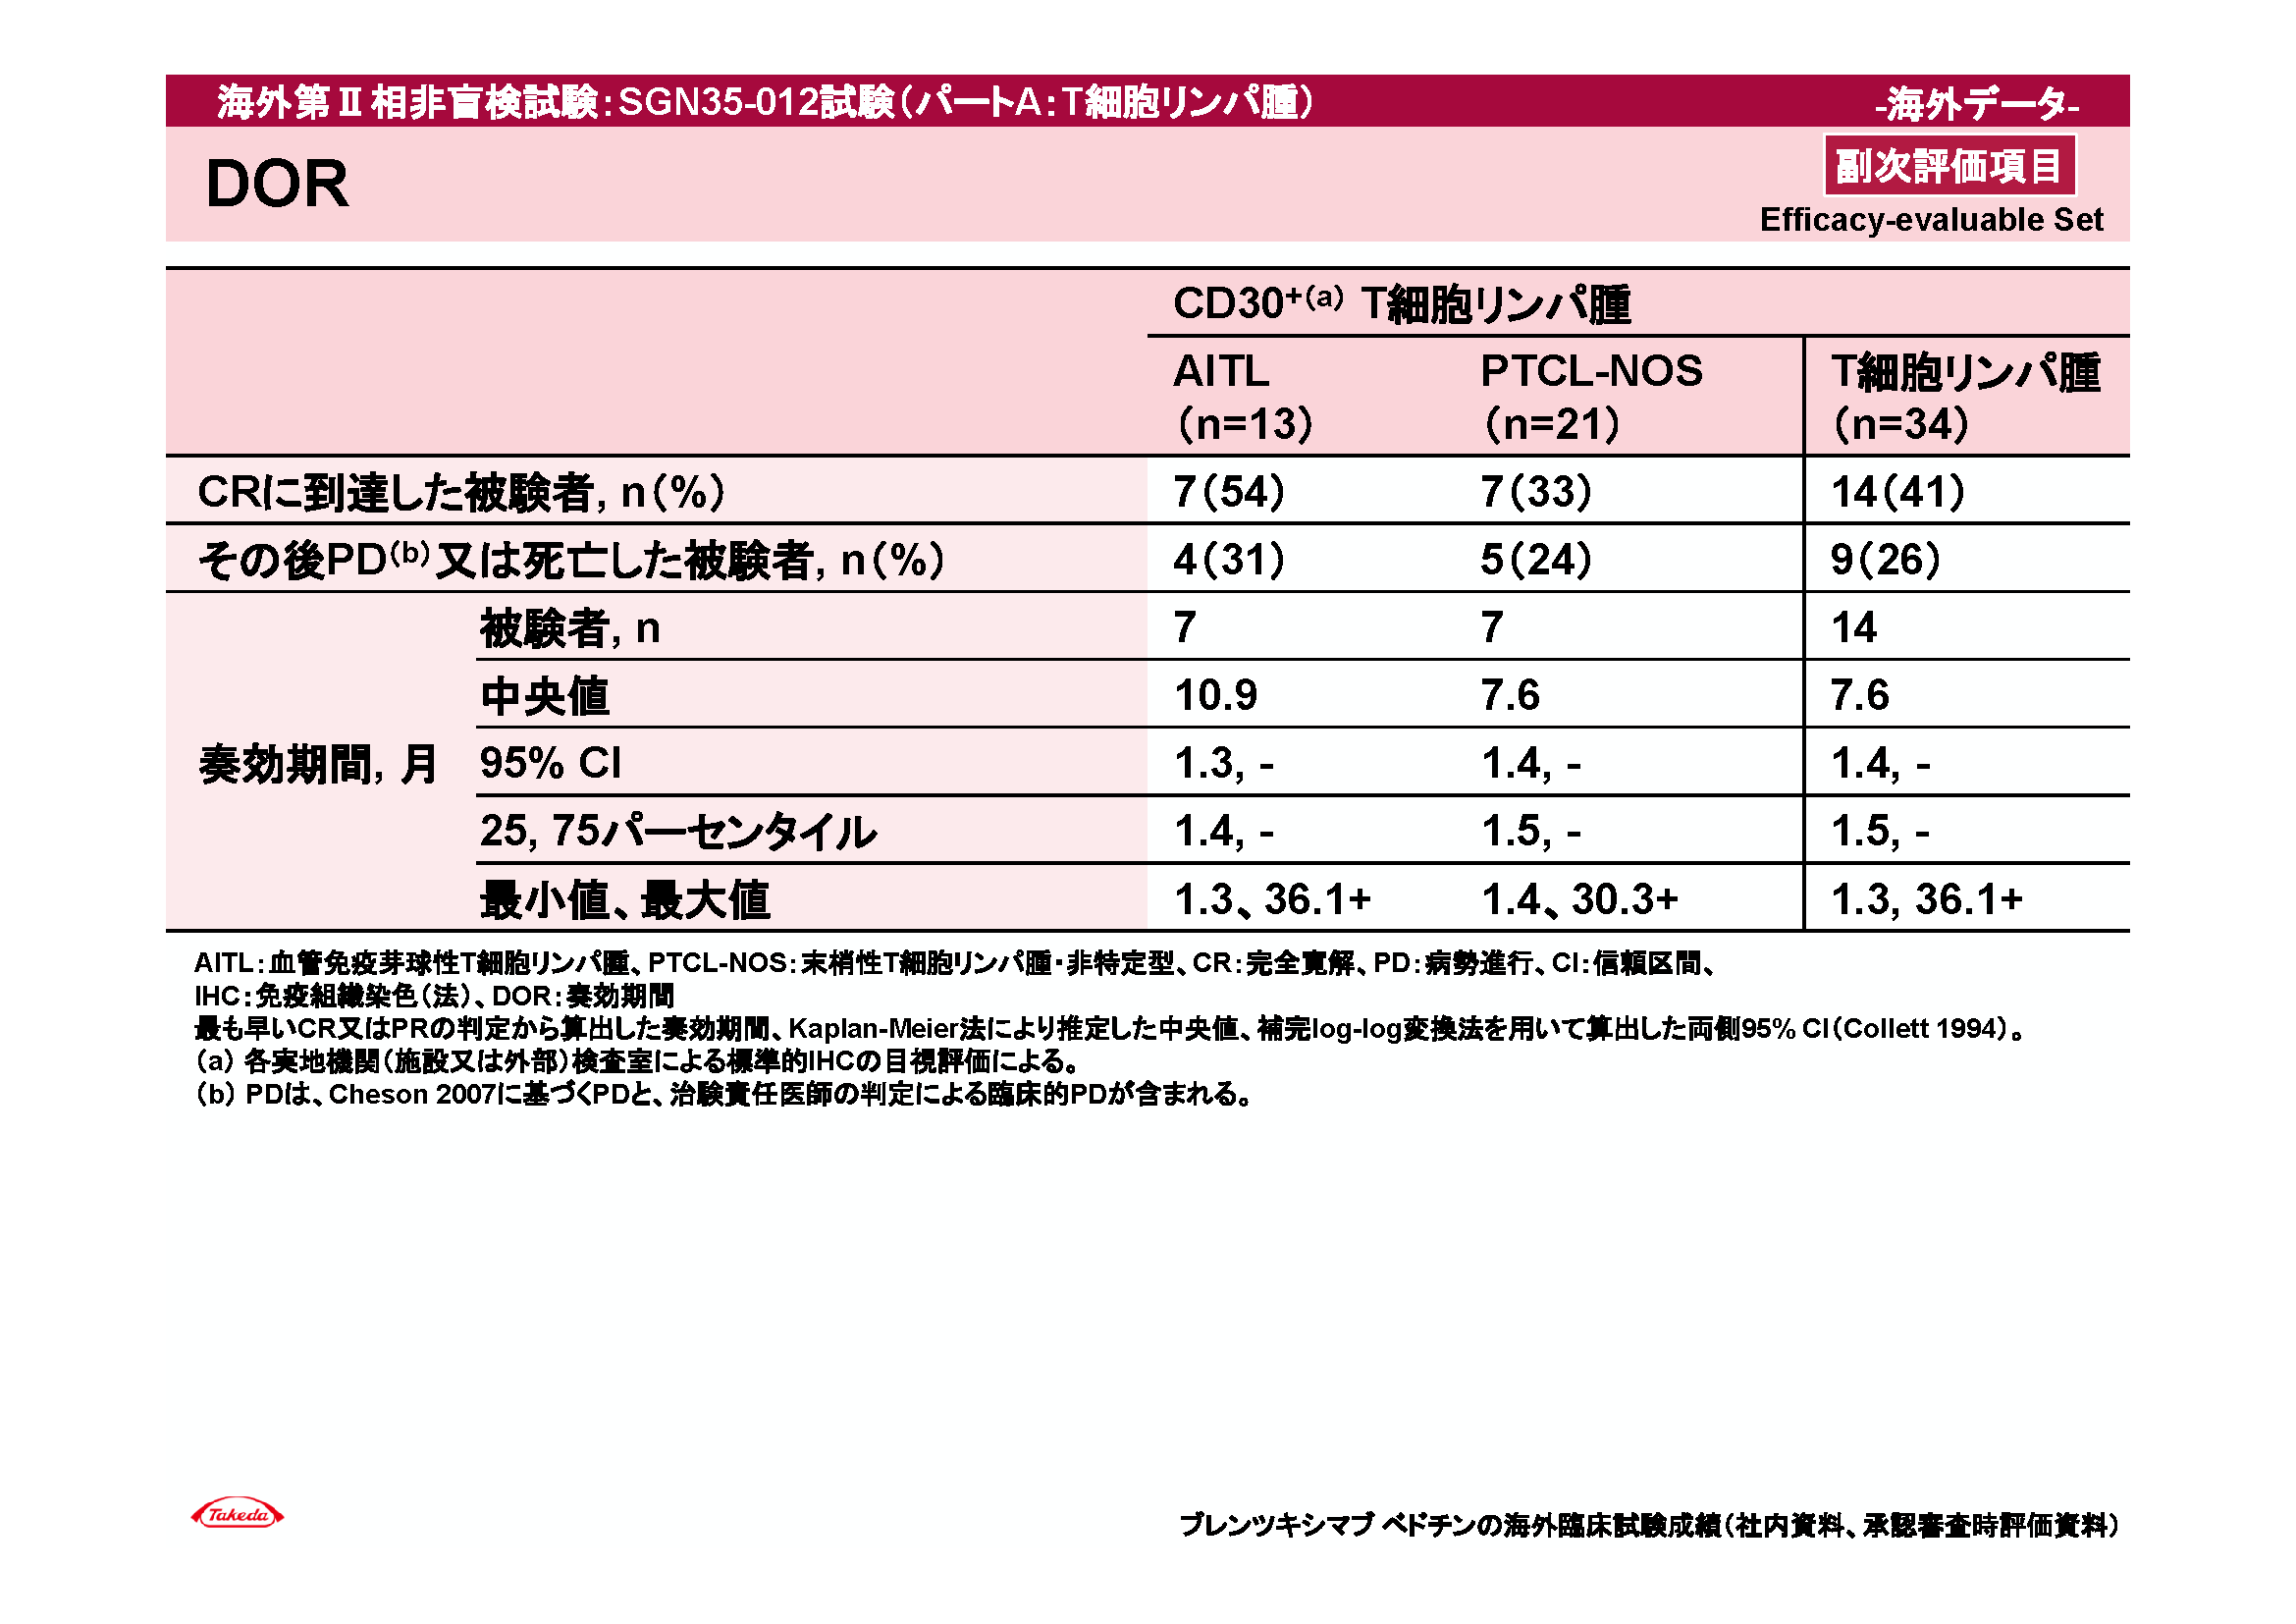 海外第Ⅱ相非盲検試験：SGN35-012試験（パートA：T細胞リンパ腫）
-海外データ-
DOR
副次評価項目
Efficacy-evaluable Set
CD30+（a） T細胞リンパ腫
AITL PTCL-NOS T細胞リンパ腫
（n=13） （n=21） （n=34）
CRに到達した被験者, n（%） 7（54） 7（33） 14（41）
その後PD（b）又は死亡した被験者, n（%） 4（31） 5（24） 9（26）
被験者, n 7 7 14
中央値 10.9 7.6 7.6
奏効期間, 月 95% CI 1.3, - 1.4, - 1.4, -
25, 75パーセンタイル 1.4, - 1.5, - 1.5, -
最小値、最大値 1.3、36.1+ 1.4、30.3+ 1.3, 36.1+
AITL：血管免疫芽球性T細胞リンパ腫、PTCL-NOS：末梢性T細胞リンパ腫・非特定型、CR：完全寛解、PD：病勢進行、CI：信頼区間、
IHC：免疫組織染色（法）、DOR：奏効期間
最も早いCR又はPRの判定から算出した奏効期間、Kaplan-Meier法により推定した中央値、補完log-log変換法を用いて算出した両側95% CI（Collett 1994）。
（a） 各実地機関（施設又は外部）検査室による標準的IHCの目視評価による。
（b） PDは、Cheson 2007に基づくPDと、治験責任医師の判定による臨床的PDが含まれる。
Takeda
ブレンツキシマブ ベドチンの海外臨床試験成績（社内資料、承認審査時評価資料）